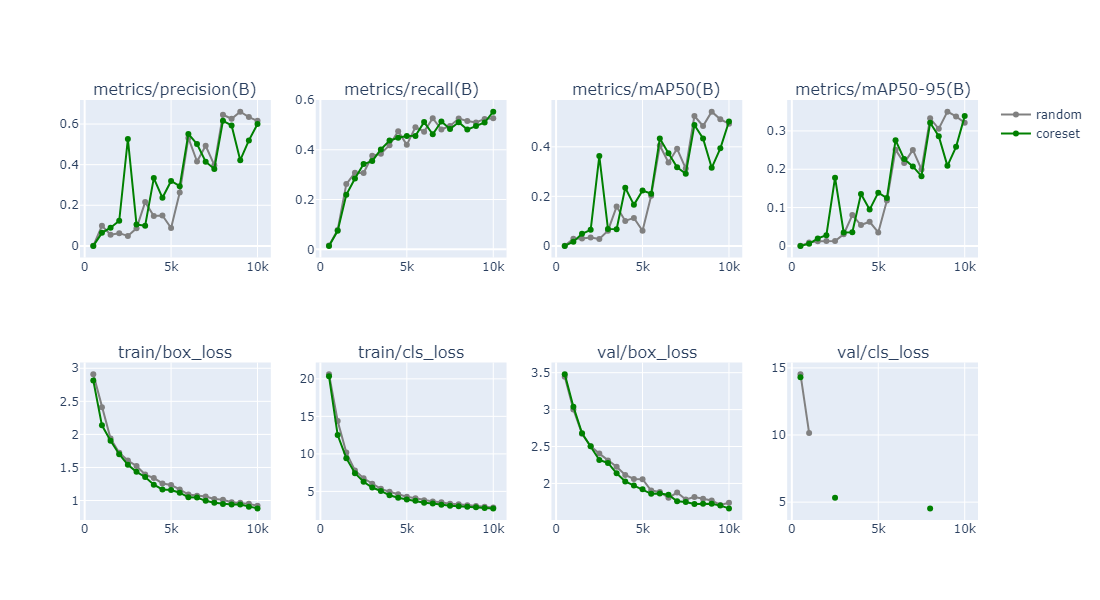 metrics/precision(B)
metrics/recall(B)
metrics/mAP50(B)
metrics/mAP50-95(B)
0.6
0.4
0.2
0
0
5k
10k
0.6
0.4
0.2
0
0
5k
10k
0.4
0.2
0
0
5k
10k
0.3
0.2
0.1
0
0
5k
10k
random
coreset
train/box_loss
train/cls_loss
val/box_loss
val/cls_loss
3
2.5
2
1.5
1
0
5k
10k
20
15
10
5
0
5k
10k
3.5
3
2.5
2
0
5k
10k
15
10
5
0
5k
10k